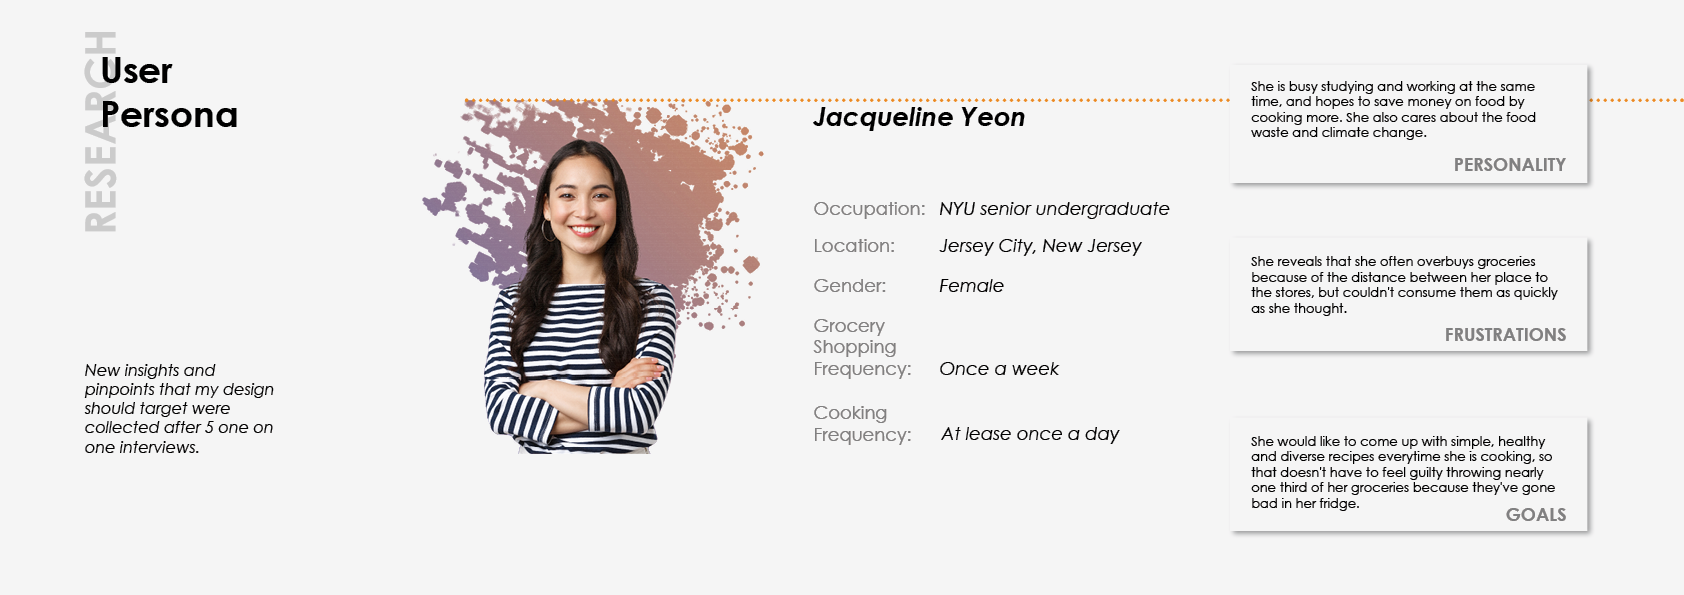 RESEARCH
User
Persona
New insights and
pinpoints that my design
should target were
collected after 5 one on
one interviews.
Jacqueline Yeon
Occupation: NYU senior undergraduate
Location: Jersey City, New Jersey
Gender: Female
Grocery
Shopping
Frequency: Once a week
Cooking
Frequency: At lease once a day
She is busy studying and working at the same
time, and hopes to save money on food by
cooking more. She also cares about the food
waste and climate change.
PERSONALITY
She reveals that she often overbuys groceries
because of the distance between her place to
the stores, but couldn't consume them as quickly
as she thought.
FRUSTRATIONS
She would like to come up with simple, healthy
and diverse recipes everytime she is cooking, so
that doesn't have to feel guilty throwing nearly
one third of her groceries because they've gone
bad in her fridge.
GOALS